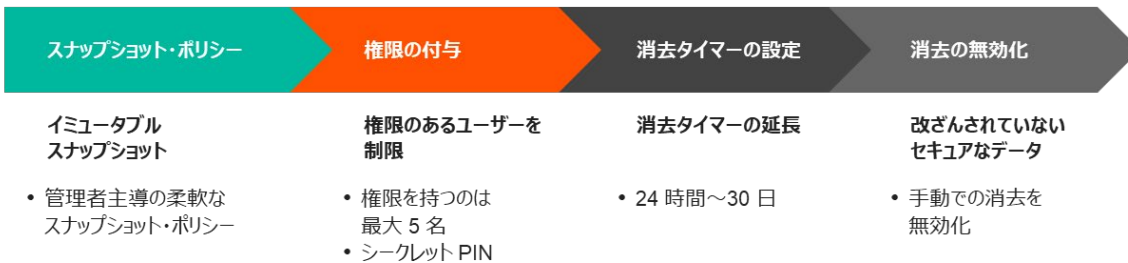 スナップショット・ポリシー
権限の付与
消去タイマーの設定
消去の無効化
イミュータブル
スナップショット
• 管理者主導の柔軟な
スナップショット・ポリシー
権限のあるユーザーを
制限
• 権限を持つのは
最大 5 名
• シークレット PIN
消去タイマーの延長
• 24 時間～30 日
改ざんされていない
セキュアなデータ
• 手動での消去を
無効化